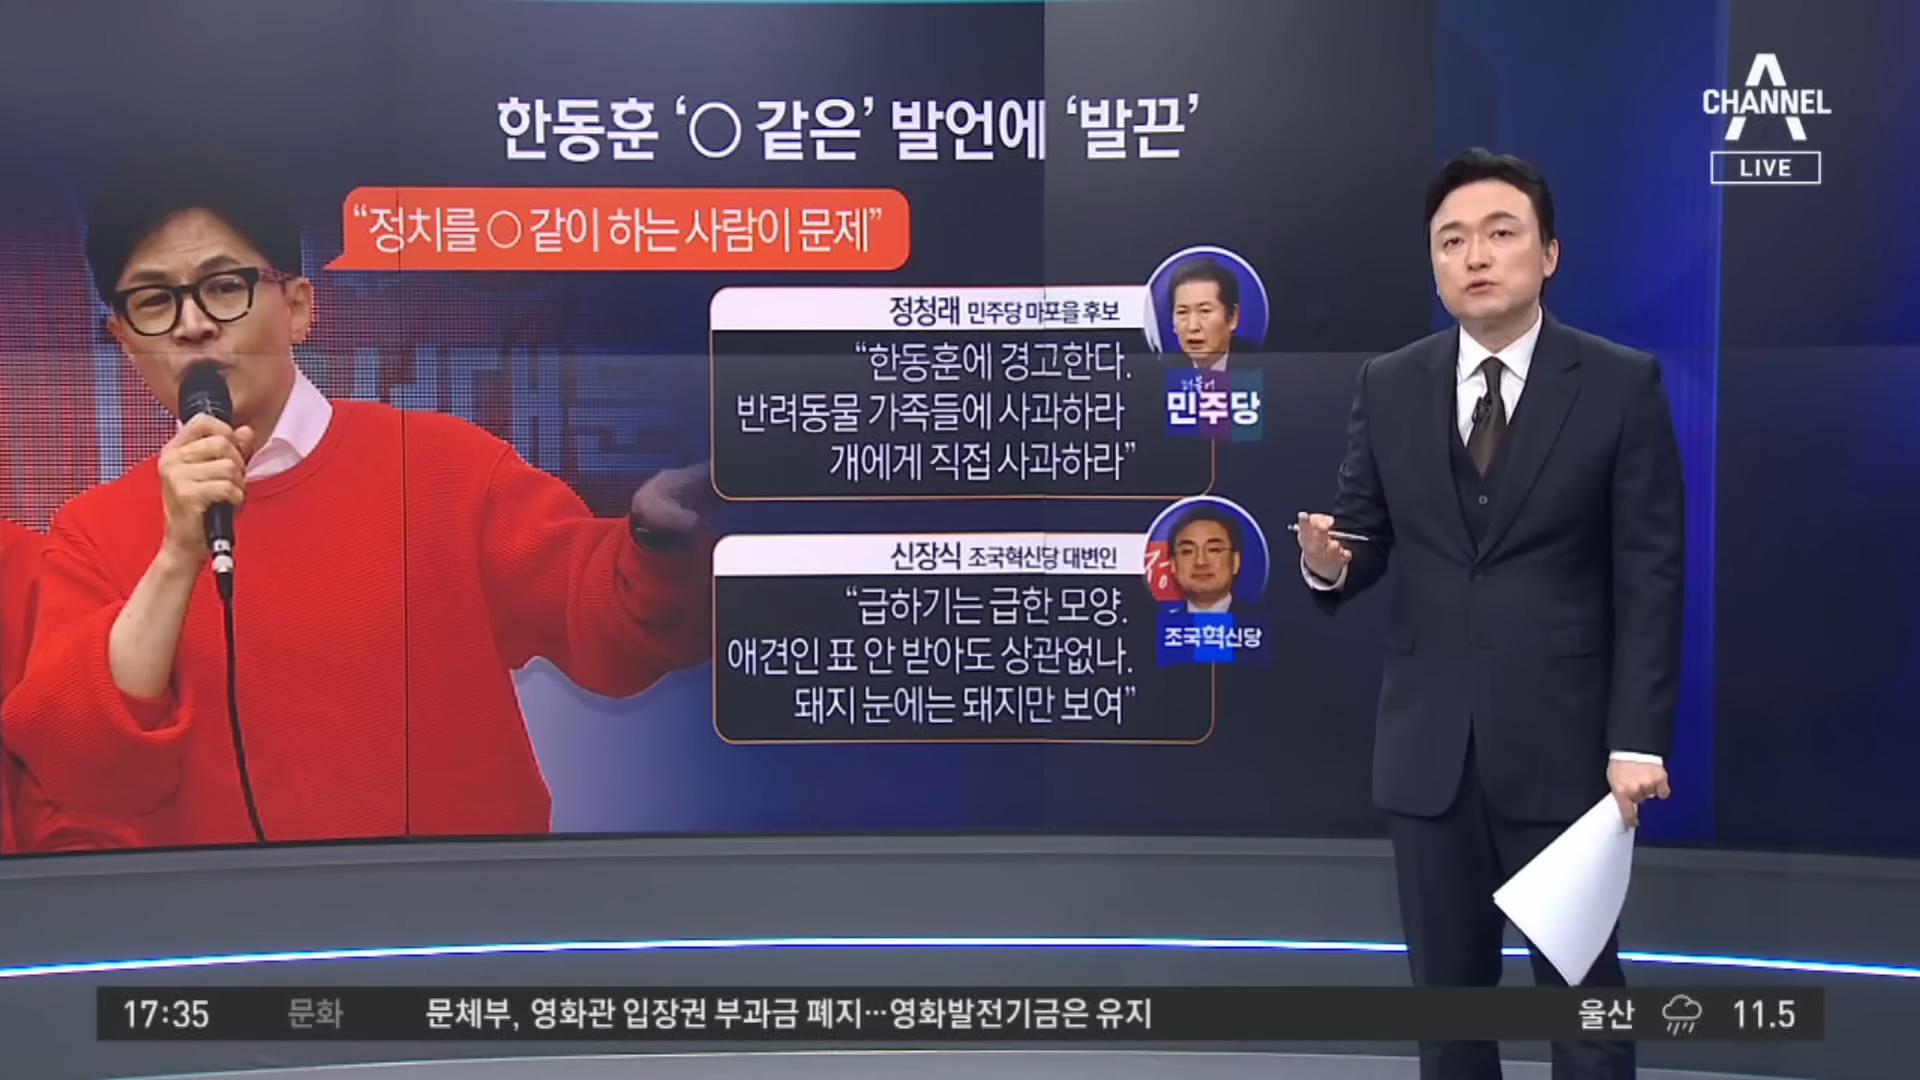 한동훈 ‘○ 같은’ 발언에 ‘발끈’
“정치를 ○ 같이 하는 사람이 문제”
정청래 민주당 마포을 후보
“한동훈에 경고한다.
반려동물 가족들에 사과하라
개에게 직접 사과하라”
더불어
민주당
신장식 조국혁신당 대변인
“급하기는 급한 모양.
애견인 표 안 받아도 상관없나.
돼지 눈에는 돼지만 보여”
조국혁신당
CHANNEL A
LIVE
17:35 문화 문체부, 영화관 입장권 부과금 폐지…영화발전기금은 유지 울산 11.5